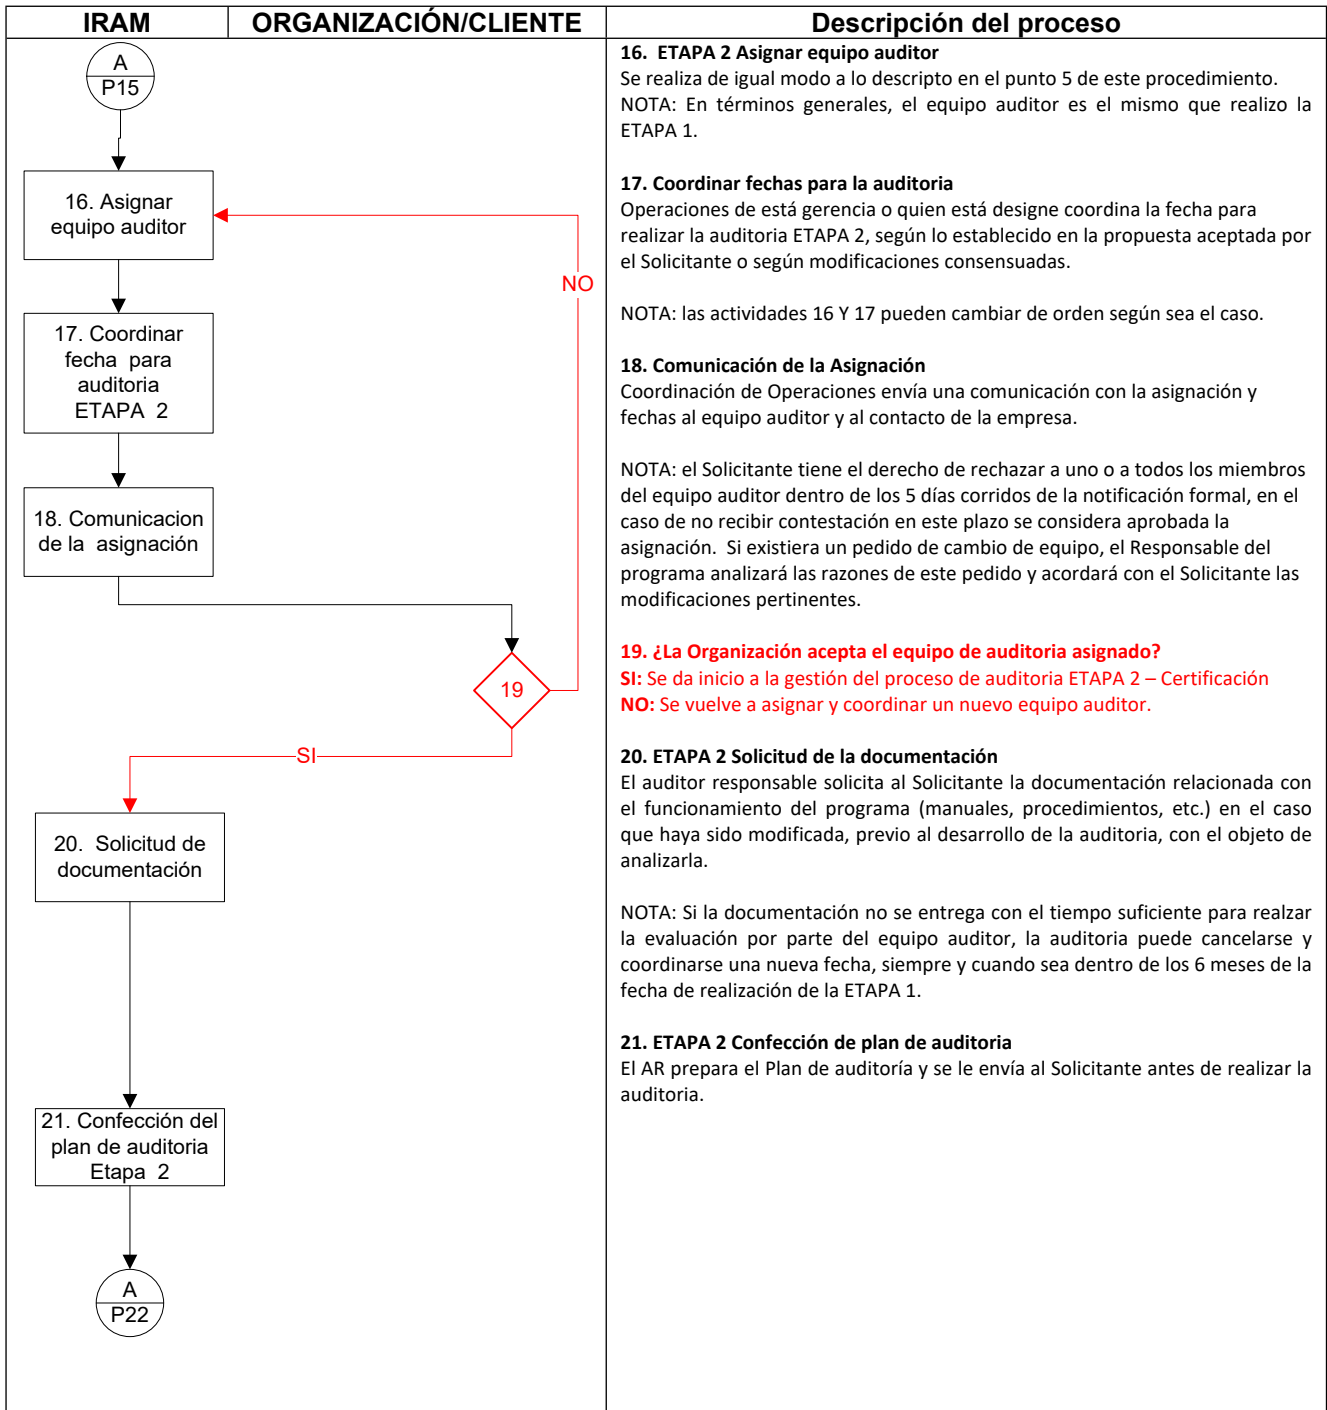 IRAM
ORGANIZACIÓN/CLIENTE
Descripción del proceso
A
P15
16. Asignar
equipo auditor
NO
17. Coordinar
fecha para
auditoria
ETAPA 2
18. Comunicacion
de la asignación
19
SI
20. Solicitud de
documentación
21. Confección del
plan de auditoria
Etapa 2
A
P22
16. ETAPA 2 Asignar equipo auditor
Se realiza de igual modo a lo descripto en el punto 5 de este procedimiento.
NOTA: En términos generales, el equipo auditor es el mismo que realizo la
ETAPA 1.
17. Coordinar fechas para la auditoria
Operaciones de está gerencia o quien está designe coordina la fecha para
realizar la auditoria ETAPA 2, según lo establecido en la propuesta aceptada por
el Solicitante o según modificaciones consensuadas.
NOTA: las actividades 16 Y 17 pueden cambiar de orden según sea el caso.
18. Comunicación de la Asignación
Coordinación de Operaciones envía una comunicación con la asignación y
fechas al equipo auditor y al contacto de la empresa.
NOTA: el Solicitante tiene el derecho de rechazar a uno o a todos los miembros
del equipo auditor dentro de los 5 días corridos de la notificación formal, en el
caso de no recibir contestación en este plazo se considera aprobada la
asignación. Si existiera un pedido de cambio de equipo, el Responsable del
programa analizará las razones de este pedido y acordará con el Solicitante las
modificaciones pertinentes.
19. ¿La Organización acepta el equipo de auditoria asignado?
SI: Se da inicio a la gestión del proceso de auditoria ETAPA 2 – Certificación
NO: Se vuelve a asignar y coordinar un nuevo equipo auditor.
20. ETAPA 2 Solicitud de la documentación
El auditor responsable solicita al Solicitante la documentación relacionada con
el funcionamiento del programa (manuales, procedimientos, etc.) en el caso
que haya sido modificada, previo al desarrollo de la auditoria, con el objeto de
analizarla.
NOTA: Si la documentación no se entrega con el tiempo suficiente para realzar
la evaluación por parte del equipo auditor, la auditoria puede cancelarse y
coordinarse una nueva fecha, siempre y cuando sea dentro de los 6 meses de la
fecha de realización de la ETAPA 1.
21. ETAPA 2 Confección de plan de auditoria
El AR prepara el Plan de auditoría y se le envía al Solicitante antes de realizar la
auditoria.